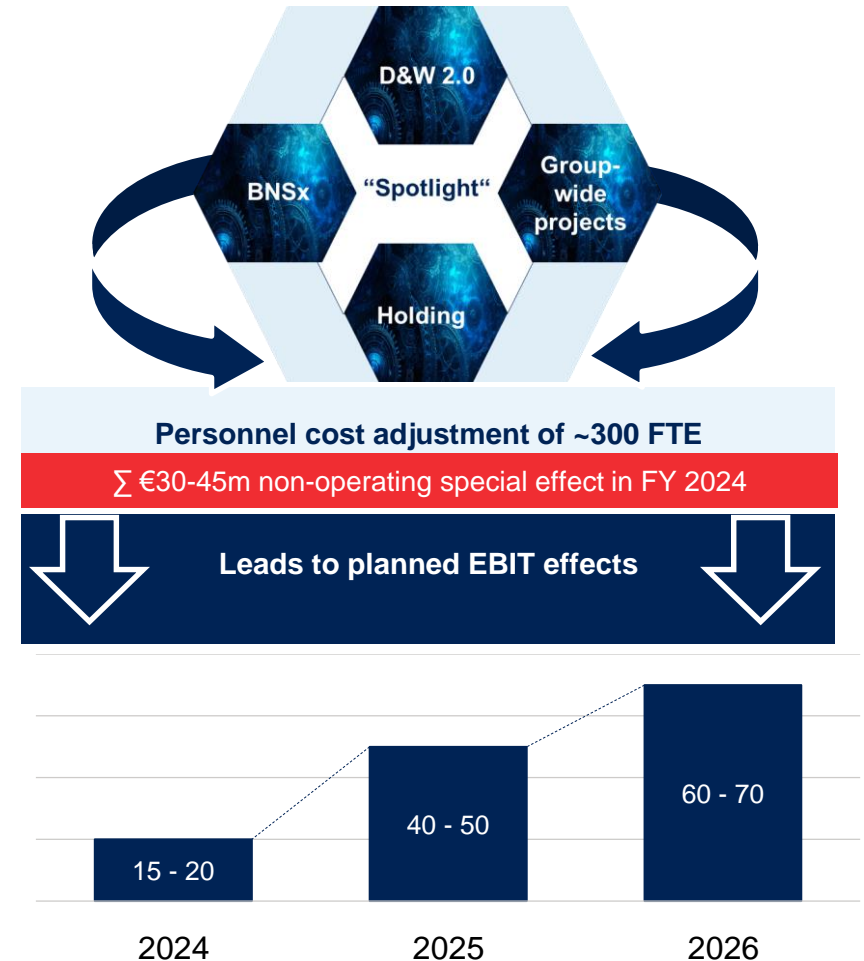 D&W 2.0
BNSx
“Spotlight“
Group-
wide
projects
Holding
Personnel cost adjustment of ~300 FTE
∑ €30-45m non-operating special effect in FY 2024
Leads to planned EBIT effects
15 - 20
40 - 50
60 - 70
2024
2025
2026